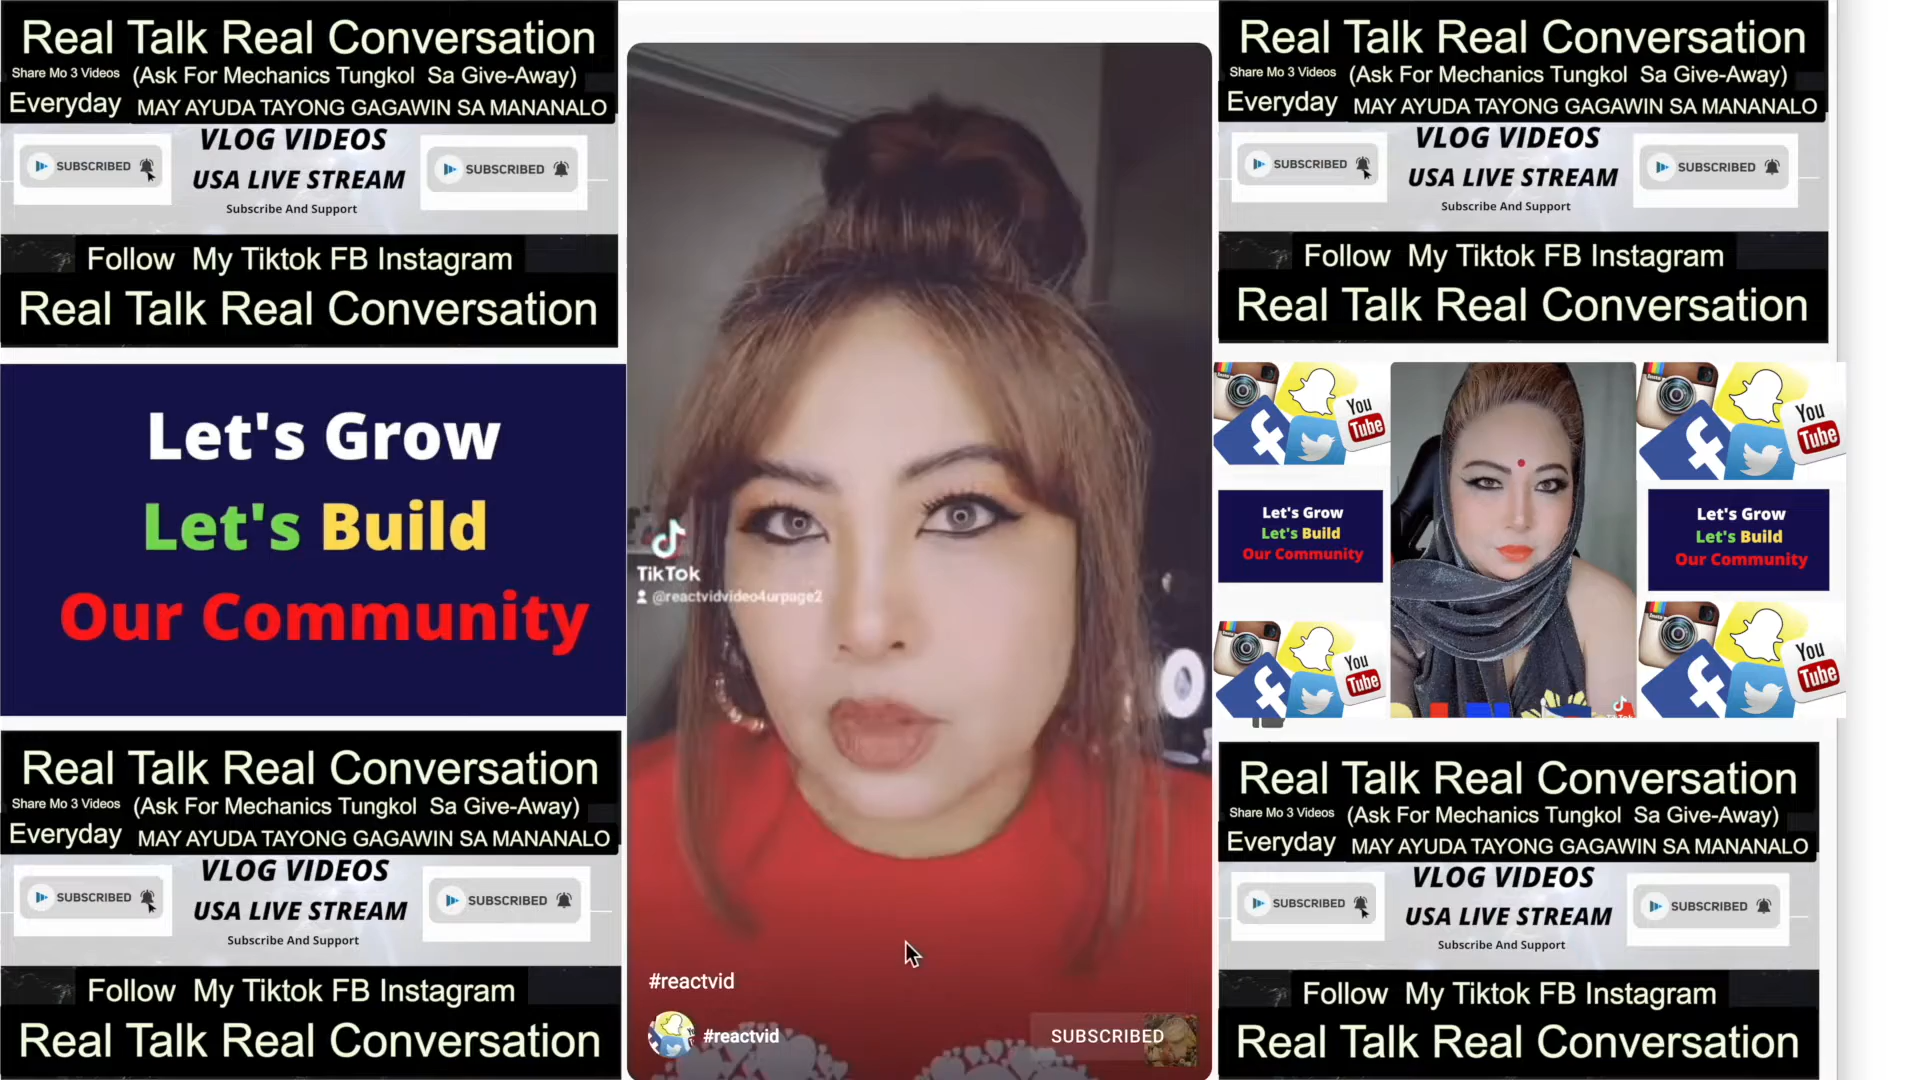 Real Talk Real Conversation
Share Mo 3 Videos (Ask For Mechanics Tungkol Sa Give-Away)
Everyday MAY AYUDA TAYONG GAGAWIN SA MANANALO
VLOG VIDEOS
SUBSCRIBED
USA LIVE STREAM
SUBSCRIBED
Subscribe And Support
Follow My Tiktok FB Instagram
Real Talk Real Conversation
Let's Grow
Let's Build
Our Community
Real Talk Real Conversation
Share Mo 3 Videos (Ask For Mechanics Tungkol Sa Give-Away)
Everyday MAY AYUDA TAYONG GAGAWIN SA MANANALO
VLOG VIDEOS
SUBSCRIBED
USA LIVE STREAM
SUBSCRIBED
Subscribe And Support
Follow My Tiktok FB Instagram
Real Talk Real Conversation
TikTok
@reactvidvideo4urpage2
#reactvid
#reactvid
SUBSCRIBED
Real Talk Real Conversation
Share Mo 3 Videos (Ask For Mechanics Tungkol Sa Give-Away)
Everyday MAY AYUDA TAYONG GAGAWIN SA MANANALO
VLOG VIDEOS
SUBSCRIBED
USA LIVE STREAM
SUBSCRIBED
Subscribe And Support
Follow My Tiktok FB Instagram
Real Talk Real Conversation
You
Tube
Let's Grow
Let's Build
Our Community
You
Tube
You
Tube
Let's Grow
Let's Build
Our Community
You
Tube
Real Talk Real Conversation
Share Mo 3 Videos (Ask For Mechanics Tungkol Sa Give-Away)
Everyday MAY AYUDA TAYONG GAGAWIN SA MANANALO
VLOG VIDEOS
SUBSCRIBED
USA LIVE STREAM
SUBSCRIBED
Subscribe And Support
Follow My Tiktok FB Instagram
Real Talk Real Conversation